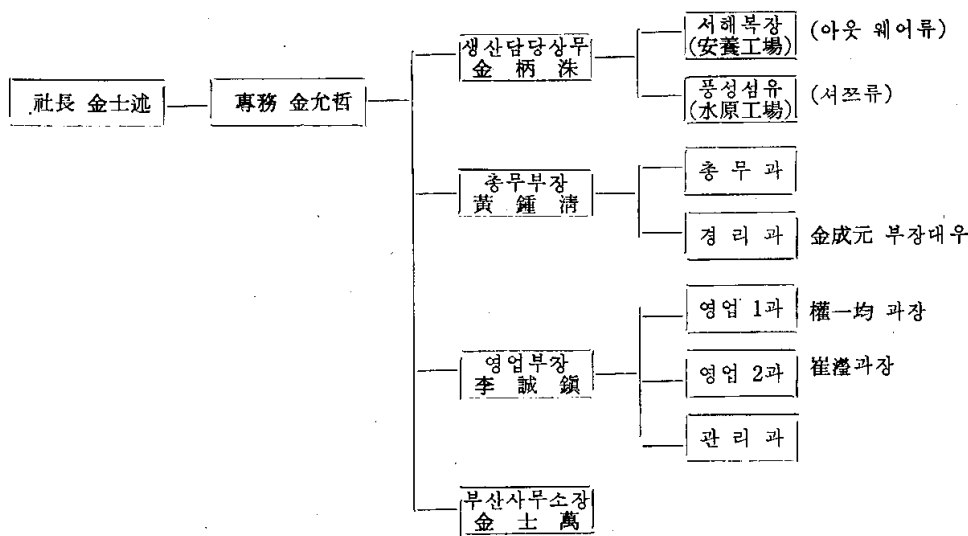 社長 金士述
專務 金允哲
생산담당상무
金柄洙
서해복장
(安養工場)
(아웃 웨어류)
풍성섬유
(水原工場)
(셔쯔류)
총무부장
黃鍾淸
총무과
경리과
金成元 부장대우
영업부장
李誠鎭
영업 1과
權一均 과장
영업 2과
崔瀅과장
관리과
부산사무소장
金士萬